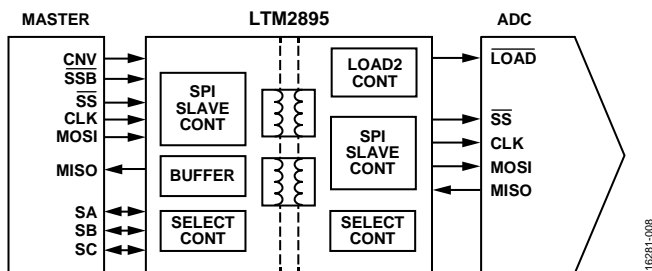 MASTER
LTM2895
ADC
CNV
SSB
SS
CLK
MOSI
MISO
SA
SB
SC
SPI
SLAVE
CONT
BUFFER
SELECT
CONT
LOAD2
CONT
SPI
SLAVE
CONT
SELECT
CONT
LOAD
SS
CLK
MOSI
MISO
16281-008